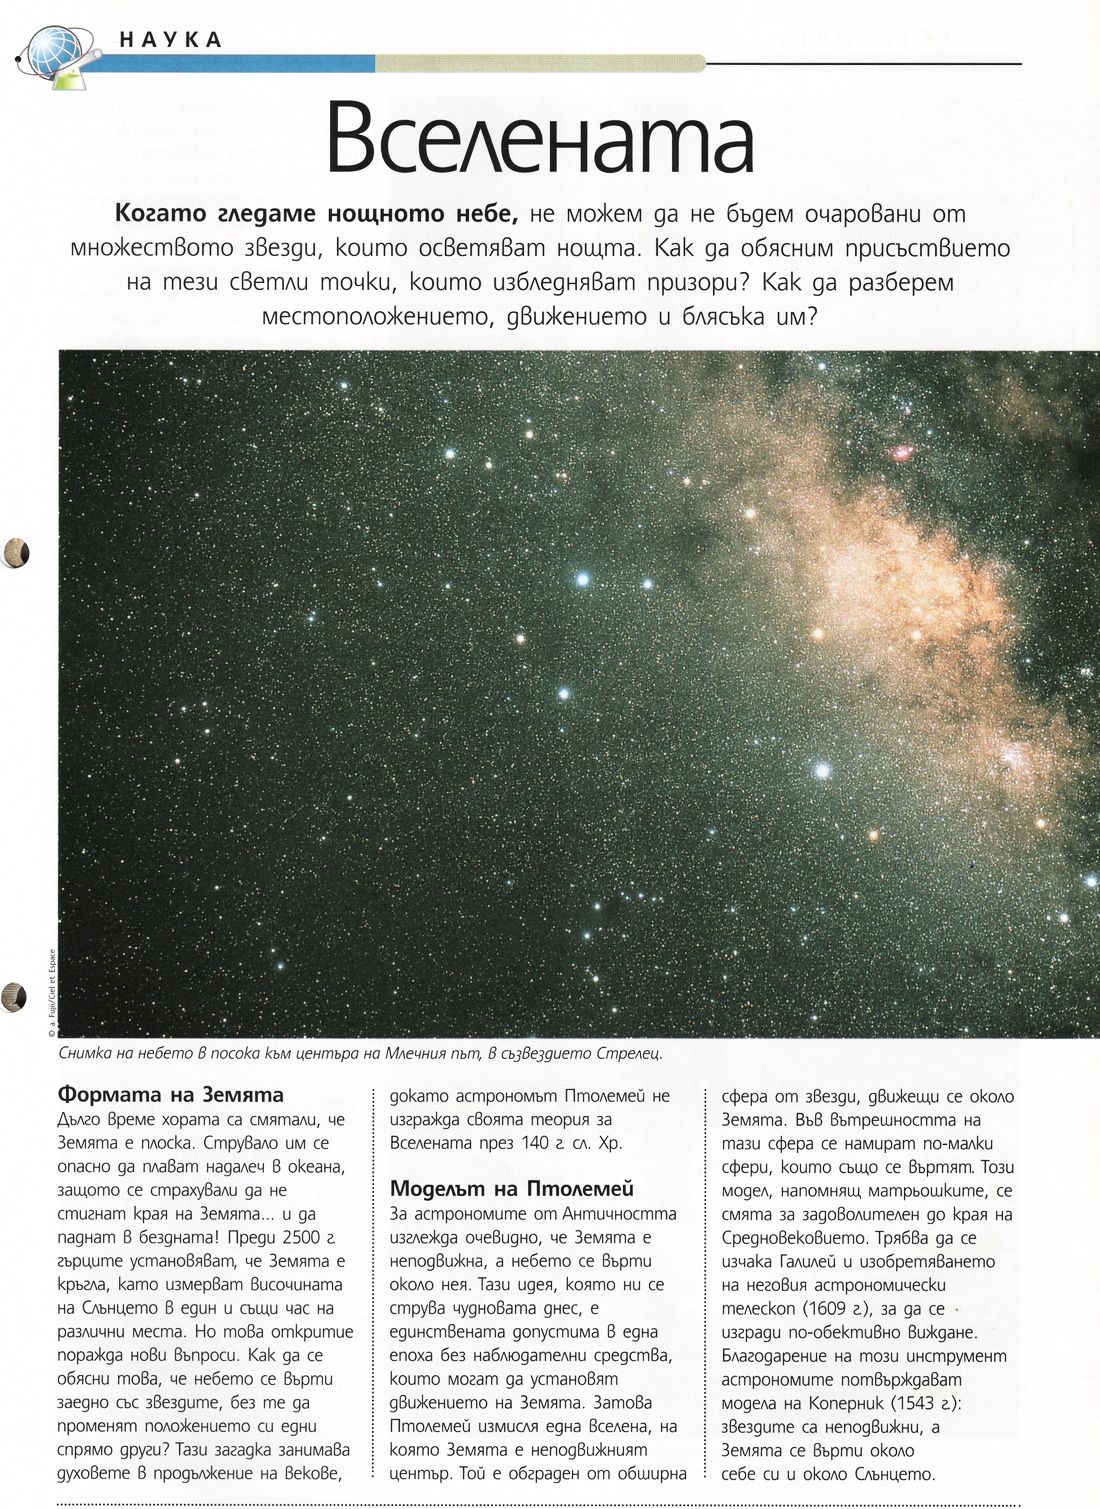 НАУКА
Вселената
Когато гледаме нощното небе, не можем да не бъдем очаровани от
множеството звезди, които осветяват нощта. Как да обясним присъствието
на тези светли точки, които избледняват призори? Как да разберем
местоположението, движението и блясъка им?
© a. Fujii/Ciel et Espace
Снимка на небето в посока към центъра на Млечния път, в съзвездието Стрелец.
Формата на Земята
Дълго време хората са смятали, че
Земята е плоска. Струвало им се
опасно да плават надалеч в океана,
защото се страхували да не
стигнат края на Земята... и да
паднат в бездната! Преди 2500 г.
гърците установяват, че Земята е
кръгла, като измерват височината
на Слънцето в един и същи час на
различни места. Но това откритие
поражда нови въпроси. Как да се
обясни това, че небето се върти
заедно със звездите, без те да
променят положението си едни
спрямо други? Тази загадка занимава
духовете в продължение на векове,
докато астрономът Птолемей не
изгражда своята теория за
Вселената през 140 г. сл. Хр.
Моделът на Птолемей
За астрономите от Античността
изглежда очевидно, че Земята е
неподвижна, а небето се върти
около нея. Тази идея, която ни се
струва чудновата днес, е
единствената допустима в една
епоха без наблюдателни средства,
които могат да установят
движението на Земята. Затова
Птолемей измисля една вселена, на
която Земята е неподвижният
център. Той е обграден от обширна
сфера от звезди, движещи се около
Земята. Във вътрешността на
тази сфера се намират по-малки
сфери, които също се въртят. Този
модел, напомнящ матрьошките, се
смята за задоволителен до края на
Средновековието. Трябва да се
изчака Галилей и изобретяването
на неговия астрономически
телескоп (1609 г.), за да се
изгради по-обективно виждане.
Благодарение на този инструмент
астрономите потвърждават
модела на Коперник (1543 г.):
звездите са неподвижни, а
Земята се върти около
себе си и около Слънцето.